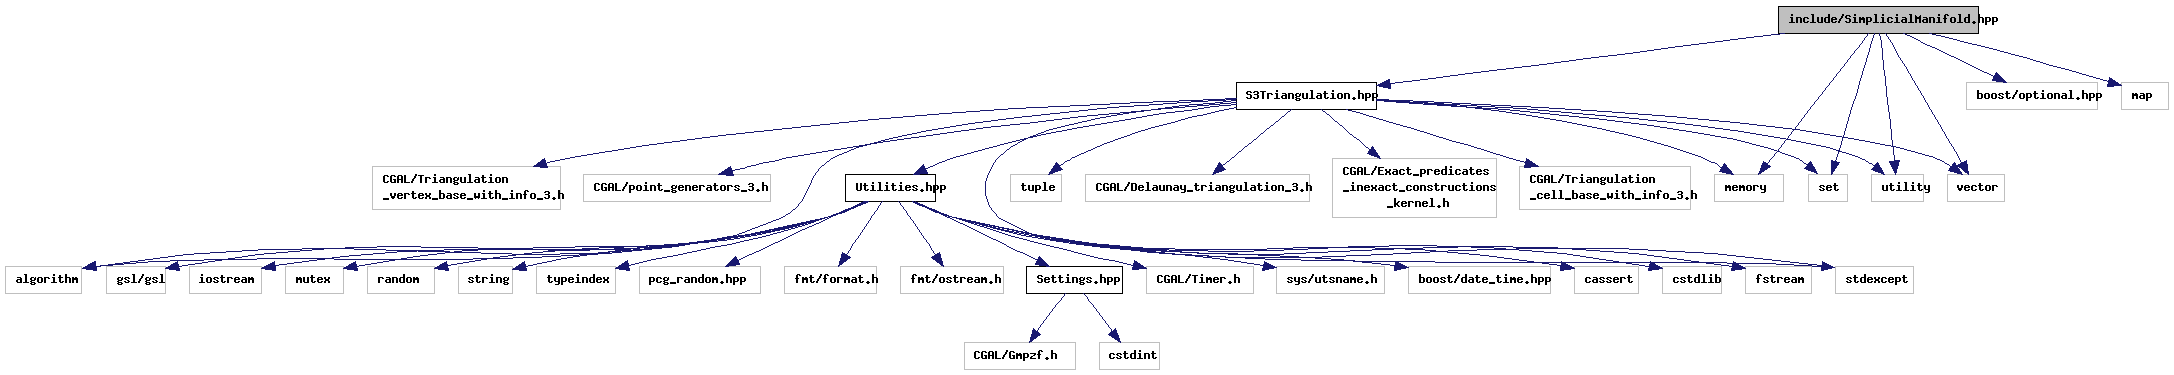 include/SimplicialManifold.hpp
S3Triangulation.hpp
boost/optional.hpp
map
CGAL/Triangulation
_vertex_base_with_info_3.h
CGAL/point_generators_3.h
Utilities.hpp
tuple
CGAL/Delaunay_triangulation_3.h
CGAL/Exact_predicates
_inexact_constructions
_kernel.h
CGAL/Triangulation
_cell_base_with_info_3.h
memory
set
utility
vector
algorithm
gsl/gsl
iostream
mutex
random
string
typeindex
pcg_random.hpp
fmt/format.h
fmt/ostream.h
Settings.hpp
CGAL/Timer.h
sys/utsname.h
boost/date_time.hpp
cassert
cstdlib
fstream
stdexcept
CGAL/Gmpzf.h
cstdint